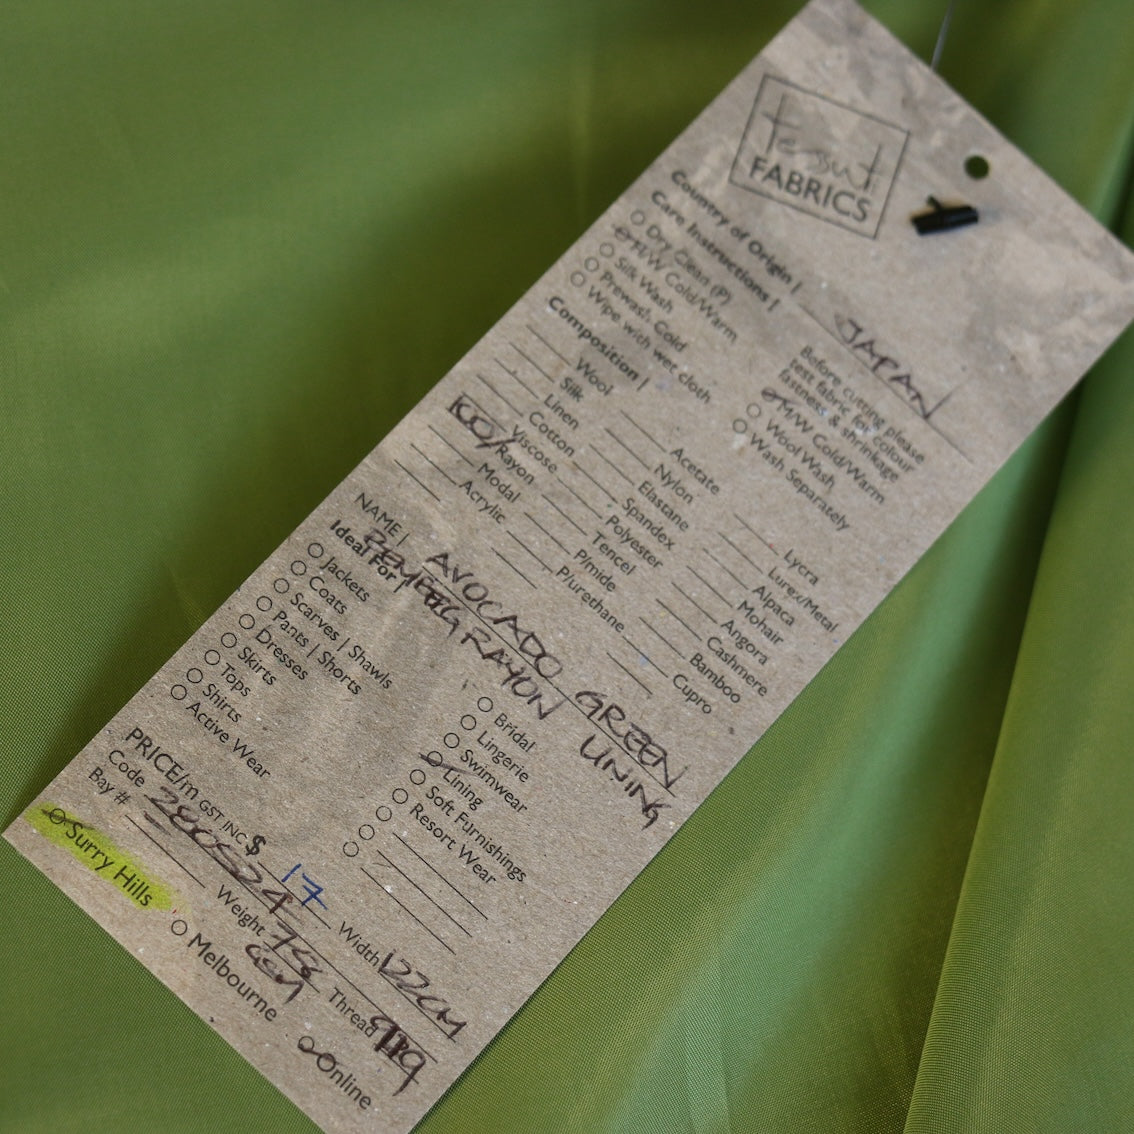 tessuti
FABRICS
Country of Origin | JAPAN
Care Instructions |
Dry Clean (P)
H/W Cold/Warm
Silk Wash
Prewash Cold
Wipe with wet cloth
Before cutting please
test fabric for colour
fastness & shrinkage
M/W Cold/Warm
Wool Wash
Wash Separately
Composition |
Wool
Silk
Linen
Cotton
Viscose
100/ Rayon
Modal
Acrylic
Acetate
Nylon
Elastane
Spandex
Polyester
Tencel
P/mide
P/urethane
Lycra
Lurex/Metal
Alpaca
Mohair
Angora
Cashmere
Bamboo
Cupro
NAME | AVOCADO GREEN
BEMBERG RAYON LINING
Ideal For |
Jackets
Coats
Scarves | Shawls
Pants | Shorts
Dresses
Skirts
Tops
Shirts
Active Wear
Bridal
Lingerie
Swimwear
Lining
Soft Furnishings
Resort Wear
PRICE/m GST INC $ 17 Width 122CM
Code Weight Thread
Bay #
Surry Hills
Melbourne
Online